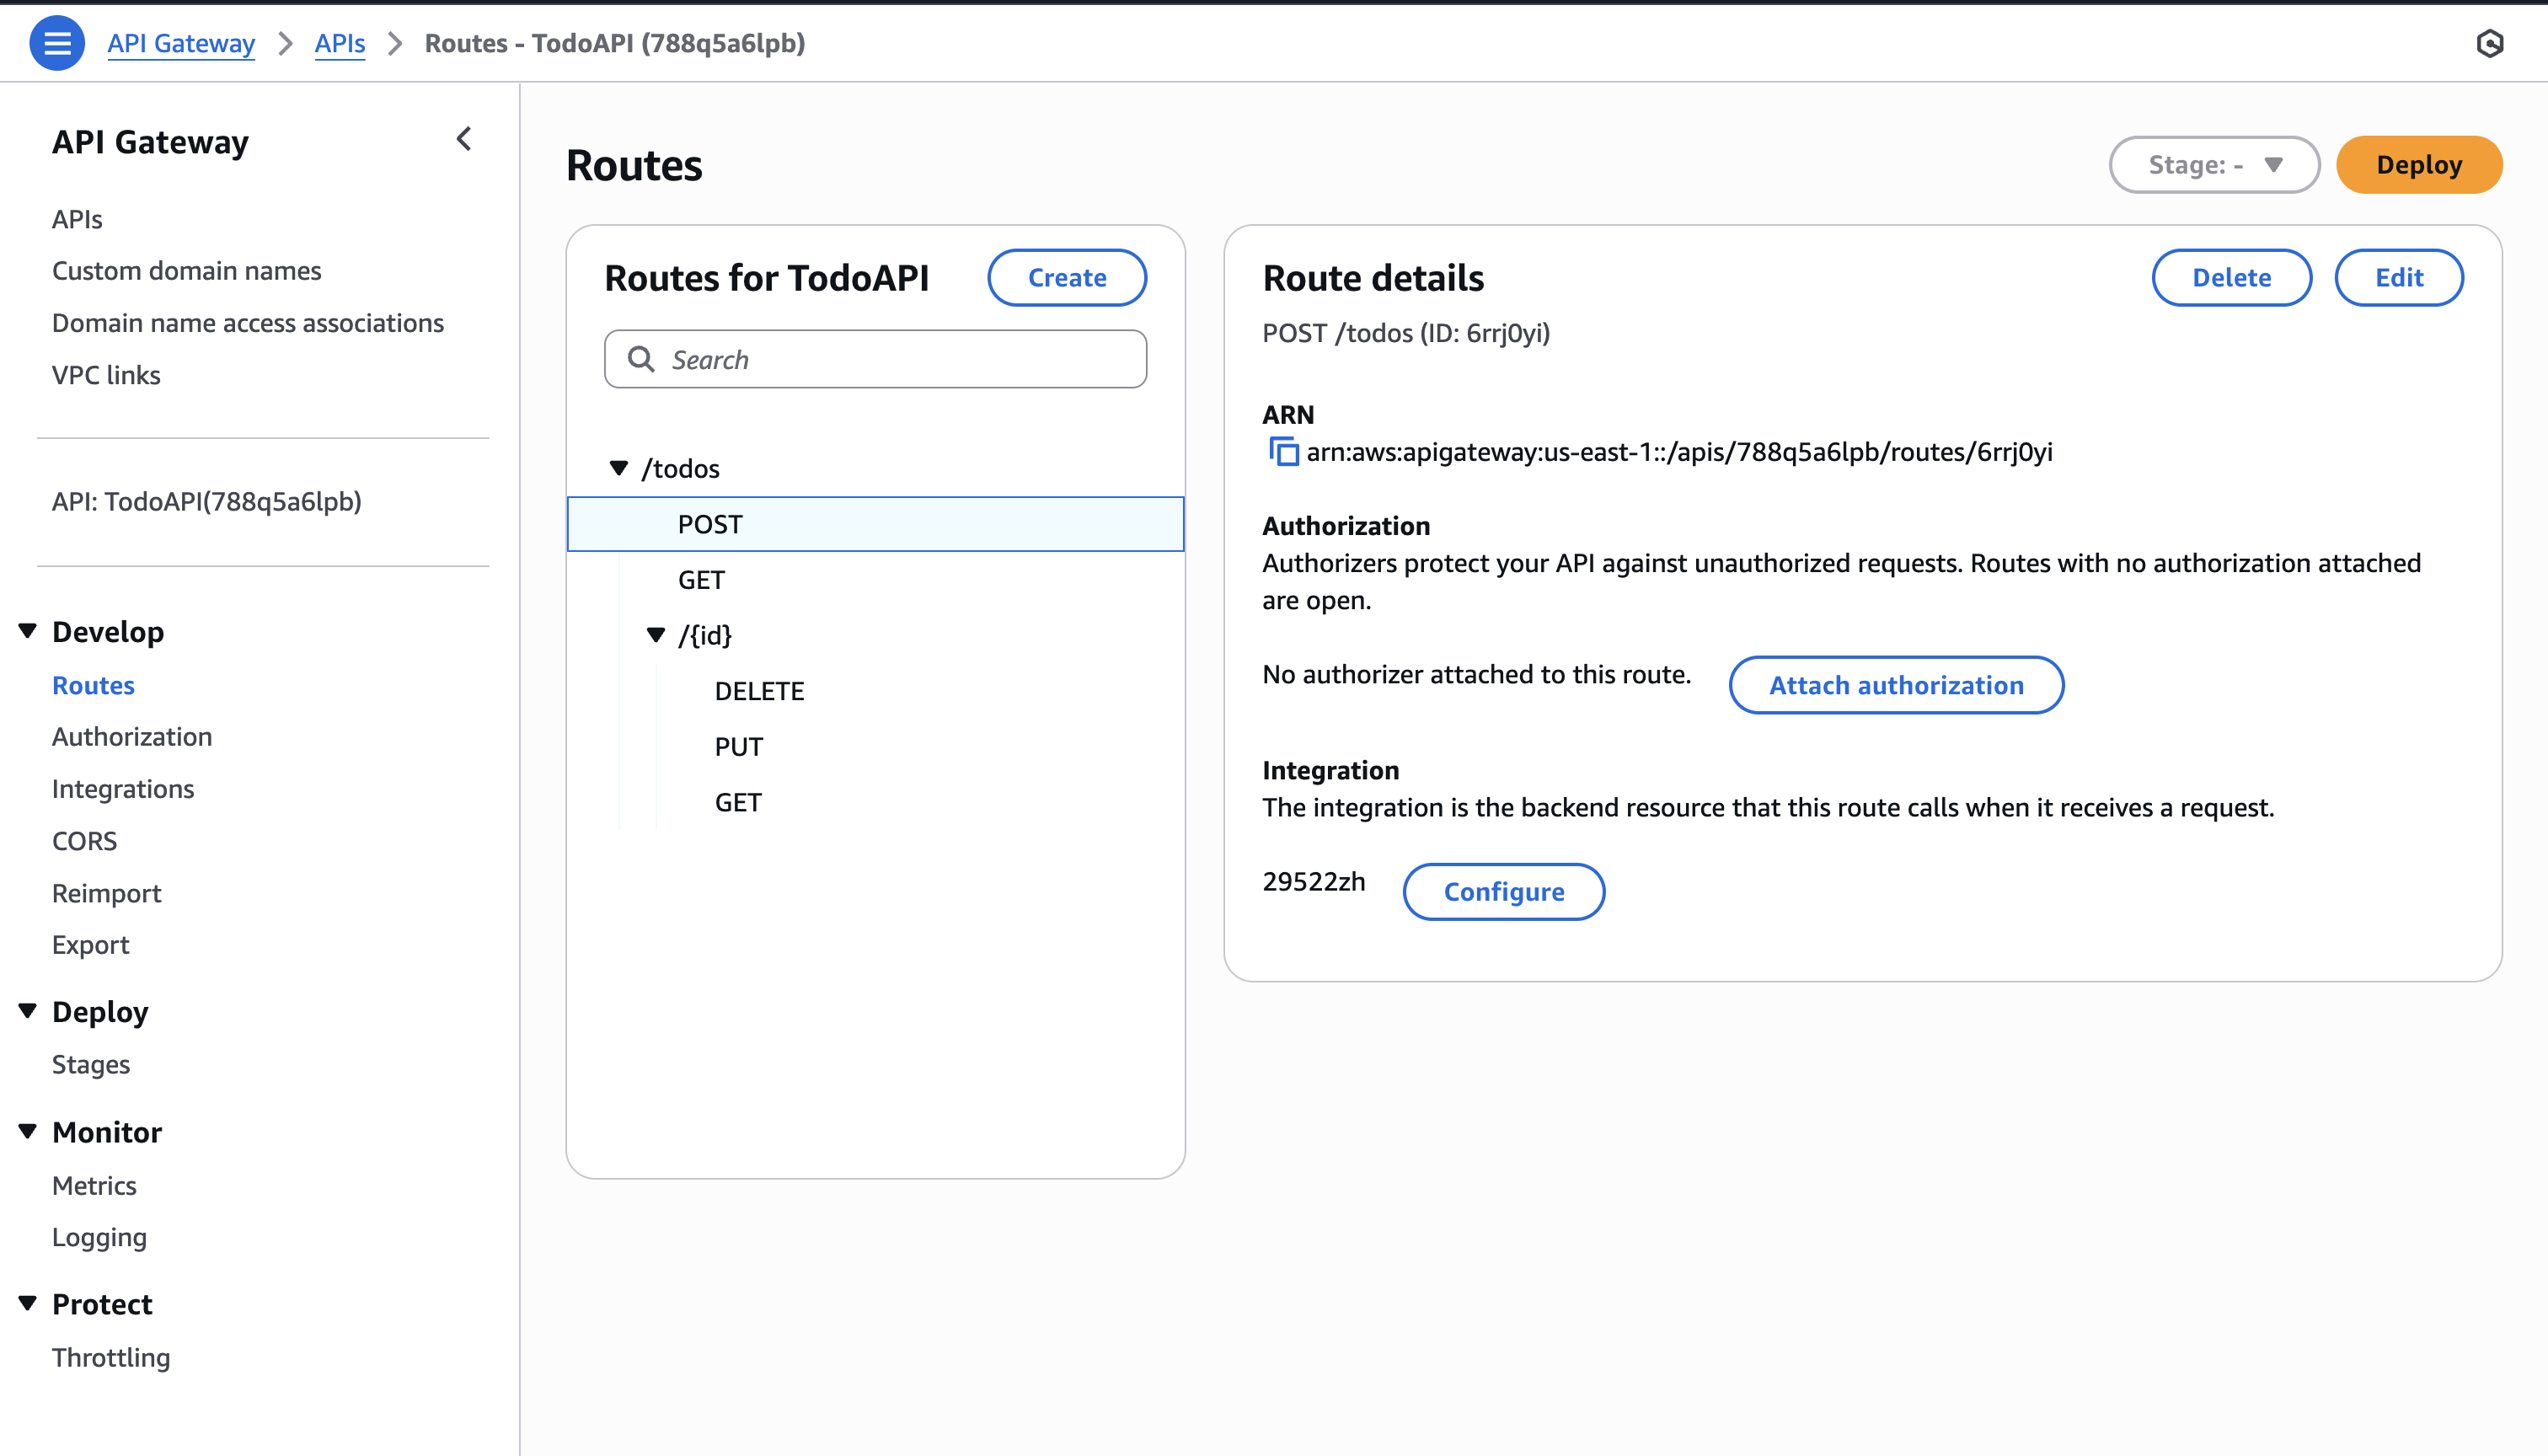 API Gateway > APIs > Routes - TodoAPI (788q5a6lpb)
API Gateway
APIs
Custom domain names
Domain name access associations
VPC links
API: TodoAPI(788q5a6lpb)
Develop
Routes
Authorization
Integrations
CORS
Reimport
Export
Deploy
Stages
Monitor
Metrics
Logging
Protect
Throttling
Routes
Stage: -
Deploy
Routes for TodoAPI
Create
Search
/todos
POST
GET
/{id}
DELETE
PUT
GET
Route details
Delete
Edit
POST /todos (ID: 6rrj0yi)
ARN
arn:aws:apigateway:us-east-1::/apis/788q5a6lpb/routes/6rrj0yi
Authorization
Authorizers protect your API against unauthorized requests. Routes with no authorization attached
are open.
No authorizer attached to this route.
Attach authorization
Integration
The integration is the backend resource that this route calls when it receives a request.
29522zh
Configure